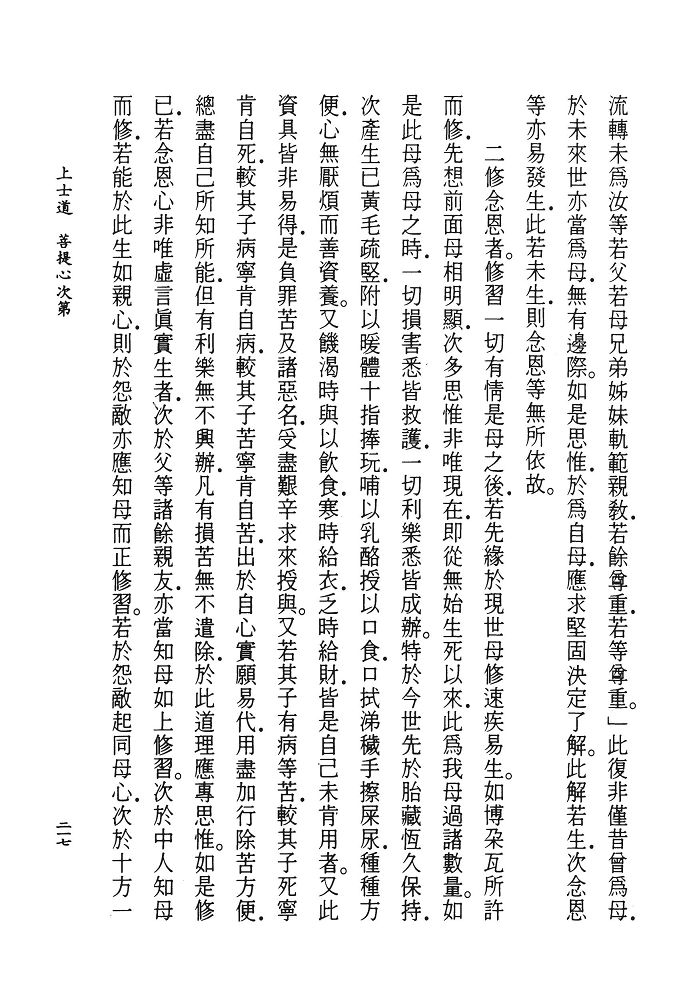 流轉未爲汝等若父若母兄弟姊妹軌範親敎．若餘尊重．若等尊重。」此復非僅昔曾爲母．
於未來世亦當爲母．無有邊際。如是思惟．於爲自母．應求堅固決定了解。此解若生．次念恩
等亦易發生．此若未生．則念恩等無所依故。
二修念恩者。修習一切有情是母之後．若先緣於現世母修速疾易生。如博朶瓦所許
而修．先想前面母相明顯．次多思惟非唯現在．即從無始生死以來．此爲我母過諸數量。如
是此母爲母之時．一切損害悉皆救護．一切利樂悉皆成辦。特於今世先於胎藏恆久保持．
次產生已黃毛疏竪．附以暖體十指捧玩．哺以乳酪授以口食．口拭涕穢手擦屎尿．種種方
便．心無厭煩而善資養。又饑渴時與以飲食．寒時給衣．乏時給財．皆是自己未肯用者。又此
資具皆非易得．是負罪苦及諸惡名．受盡艱辛求來授與。又若其子有病等苦．較其子死寧
肯自死．較其子病寧肯自病．較其子苦寧肯自苦．出於自心實願易代．用盡加行除苦方便．
總盡自己所知所能．但有利樂無不興辦．凡有損苦無不遣除．於此道理應專思惟。如是修
已．若念恩心非唯虛言眞實生者．次於父等諸餘親友．亦當知母如上修習。次於中人知母
而修．若能於此生如親心．則於怨敵亦應知母而正修習。若於怨敵起同母心．次於十方一
上士道　菩提心次第
二一七